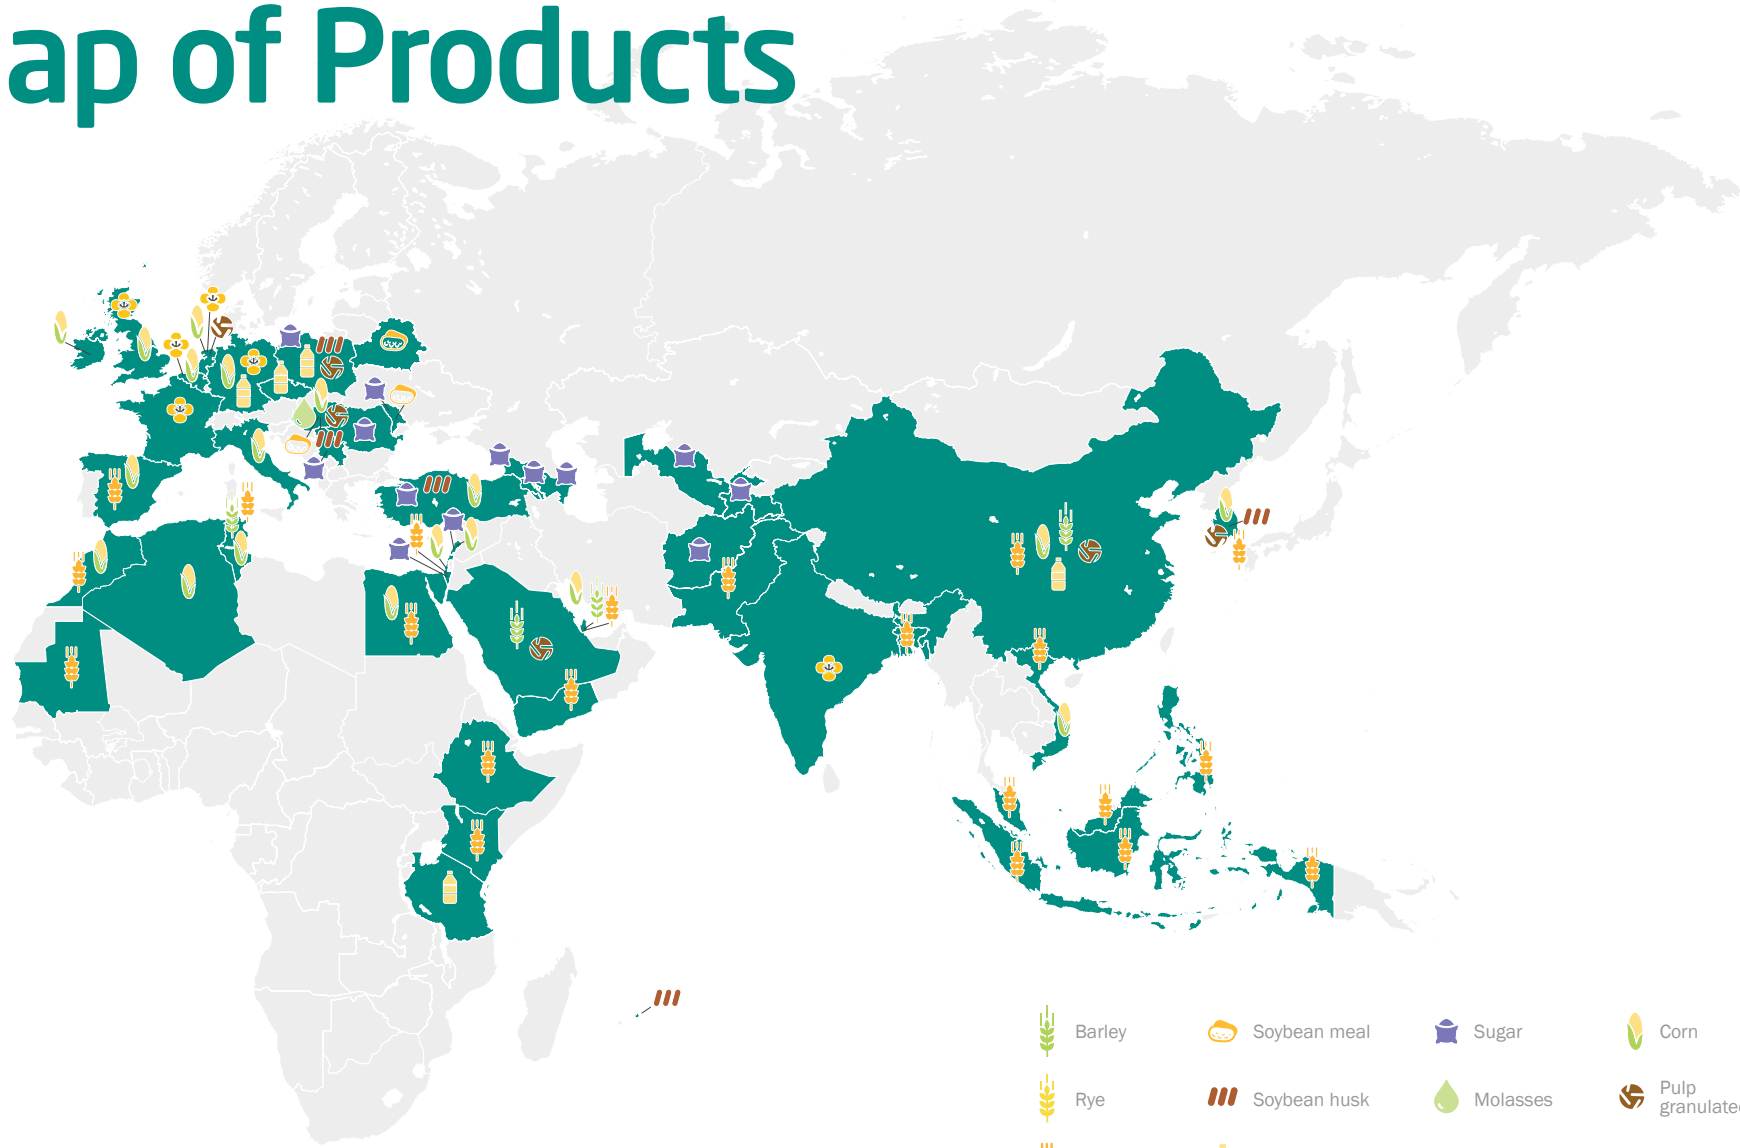 ap of Products
Barley
Soybean meal
Sugar
Corn
Rye
Soybean husk
Molasses
Pulp
granulate